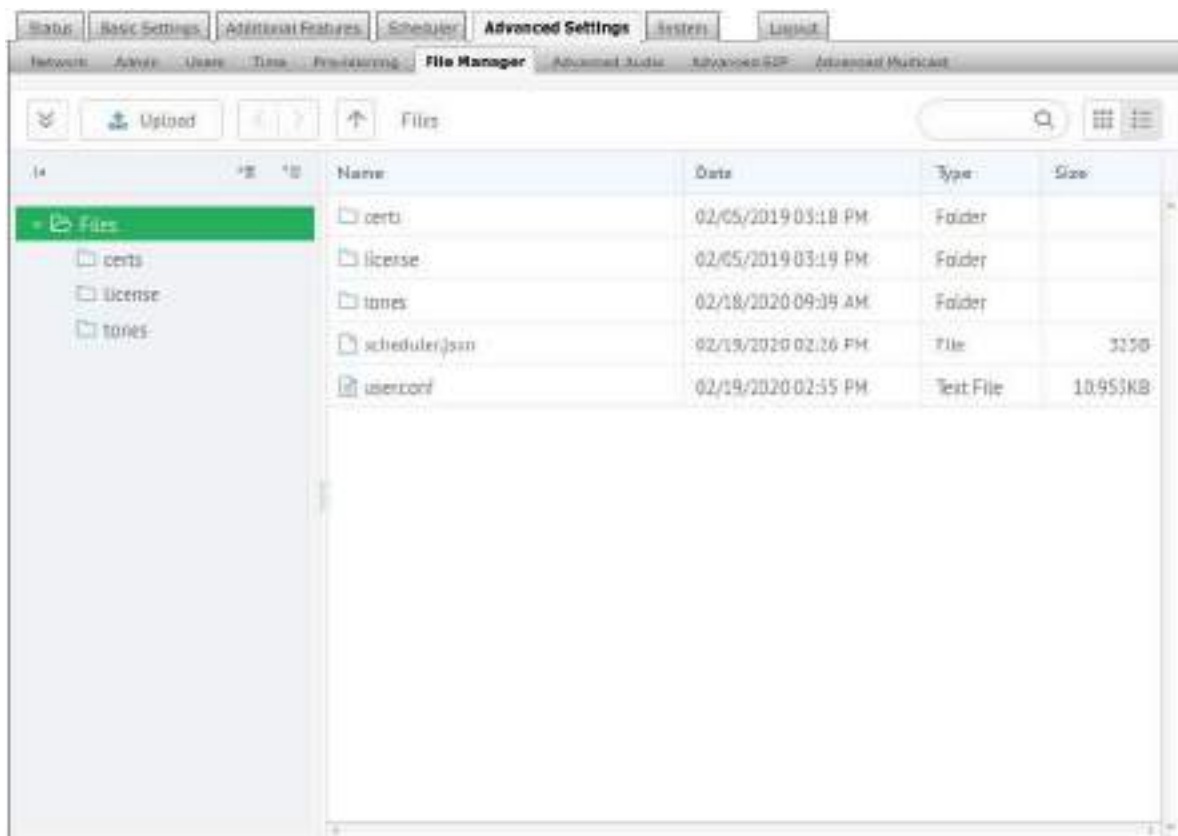 Status Basic Settings Additional Features Scheduler Advanced Settings System Logout
Network Admin Users Time Provisioning File Manager Advanced Audio Advanced SIP Advanced Multicast
Upload Files
Name Date Type Size
Files
certs
license
tones
certs 02/05/2019 03:18 PM Folder
license 02/05/2019 03:19 PM Folder
tones 02/18/2020 09:39 AM Folder
scheduler.json 02/19/2020 02:26 PM File
userconf 02/19/2020 02:55 PM Text File 10.953KB